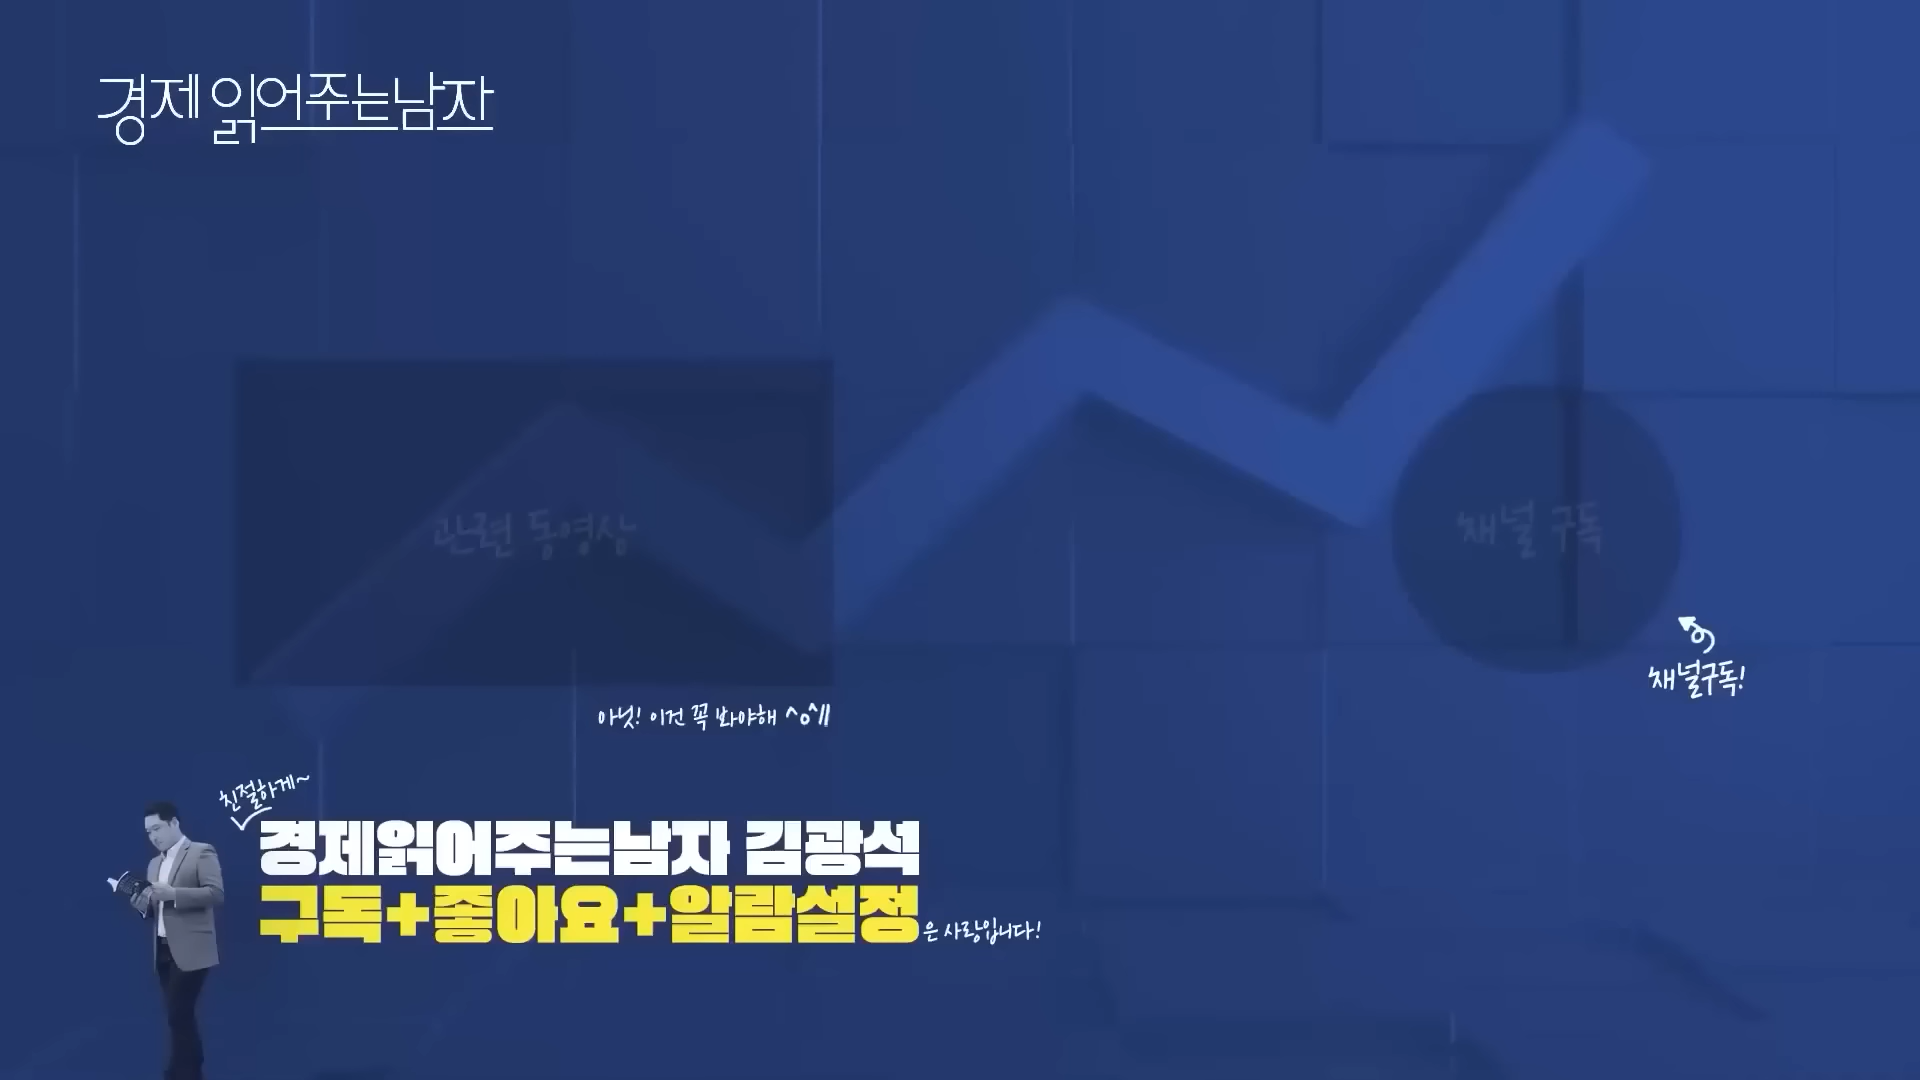 경제 읽어주는남자
관련 동영상
채널 구독
채널구독!
아닛! 이건 꼭 봐야해 ^o^//
친절하게~
경제읽어주는남자 김광석
구독+좋아요+알람설정은 사랑입니다!